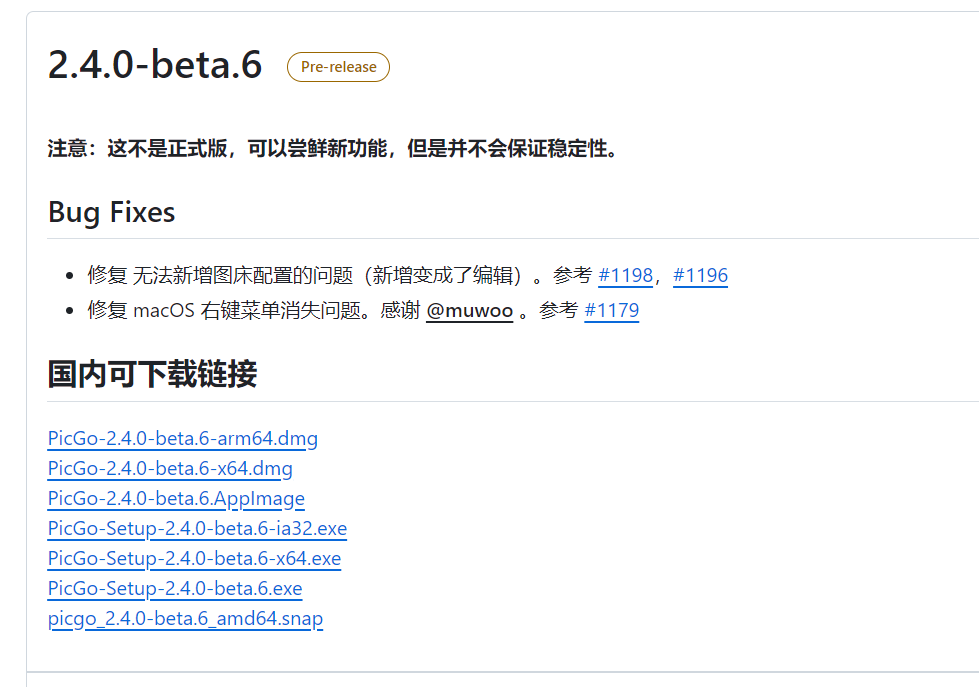 2.4.0-beta.6 Pre-release
注意：这不是正式版，可以尝鲜新功能，但是并不会保证稳定性。
Bug Fixes
修复 无法新增图床配置的问题（新增变成了编辑）。参考 #1198，#1196
修复 macOS 右键菜单消失问题。感谢 @muwoo 。参考 #1179
国内可下载链接
PicGo-2.4.0-beta.6-arm64.dmg
PicGo-2.4.0-beta.6-x64.dmg
PicGo-2.4.0-beta.6.AppImage
PicGo-Setup-2.4.0-beta.6-ia32.exe
PicGo-Setup-2.4.0-beta.6-x64.exe
PicGo-Setup-2.4.0-beta.6.exe
picgo_2.4.0-beta.6_amd64.snap